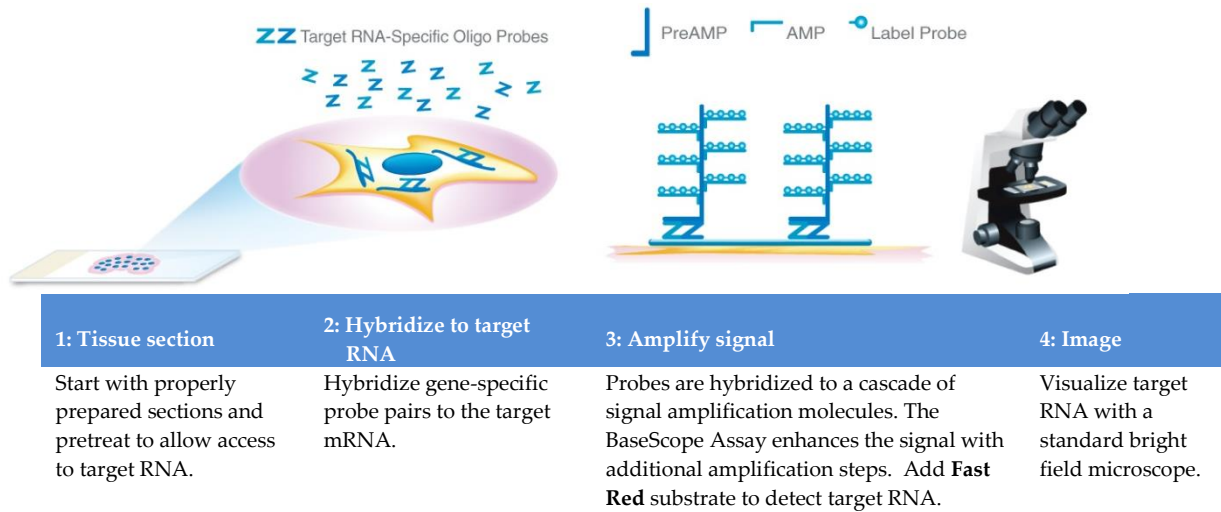 ZZ Target RNA-Specific Oligo Probes
PreAMP
AMP
Label Probe
1: Tissue section
2: Hybridize to target
RNA
3: Amplify signal
4: Image
Start with properly
prepared sections and
pretreat to allow access
to target RNA.
Hybridize gene-specific
probe pairs to the target
mRNA.
Probes are hybridized to a cascade of
signal amplification molecules. The
BaseScope Assay enhances the signal with
additional amplification steps. Add Fast
Red substrate to detect target RNA.
Visualize target
RNA with a
standard bright
field microscope.